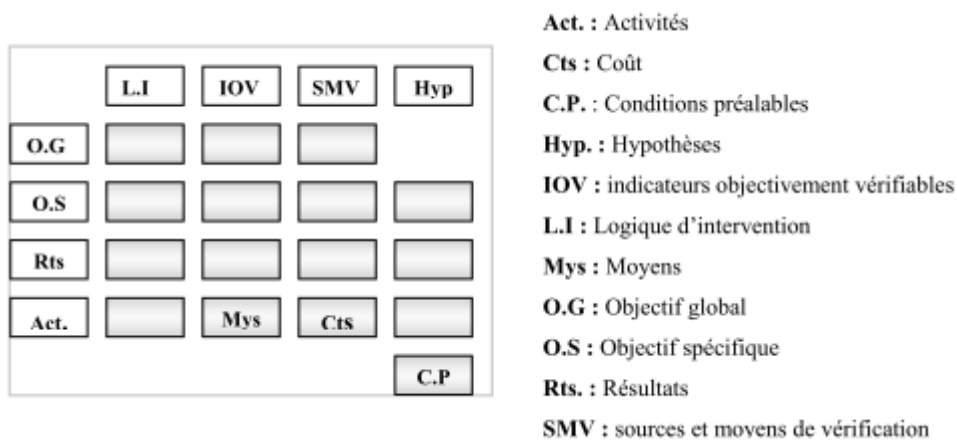 L.I IOV SMV Hyp
O.G
O.S
Rts
Act. Mys Cts
C.P
Act. : Activités
Cts : Coût
C.P. : Conditions préalables
Hyp. : Hypothèses
IOV : indicateurs objectivement vérifiables
L.I : Logique d’intervention
Mys : Moyens
O.G : Objectif global
O.S : Objectif spécifique
Rts. : Résultats
SMV : sources et moyens de vérification